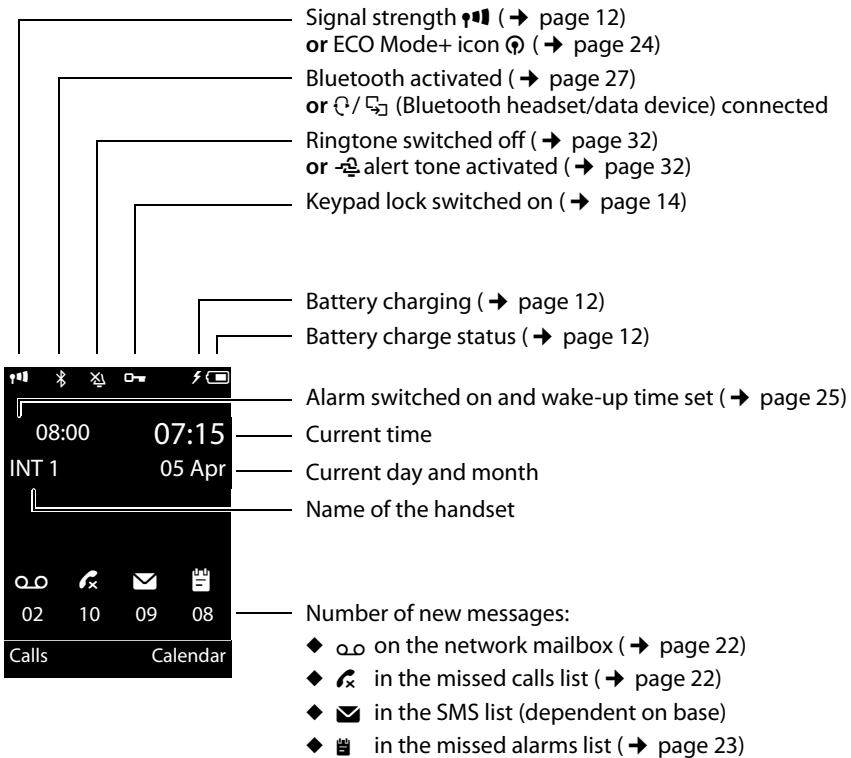 Signal strength (➔ page 12)
or ECO Mode+ icon (➔ page 24)
Bluetooth activated (➔ page 27)
or / (Bluetooth headset/data device) connected
Ringtone switched off (➔ page 32)
or alert tone activated (➔ page 32)
Keypad lock switched on (➔ page 14)
Battery charging (➔ page 12)
Battery charge status (➔ page 12)
Alarm switched on and wake-up time set (➔ page 25)
08:00 07:15
Current time
INT 1 05 Apr
Current day and month
Name of the handset
02 10 09 08
Number of new messages:
Calls Calendar
◆ on the network mailbox (➔ page 22)
◆ in the missed calls list (➔ page 22)
◆ in the SMS list (dependent on base)
◆ in the missed alarms list (➔ page 23)